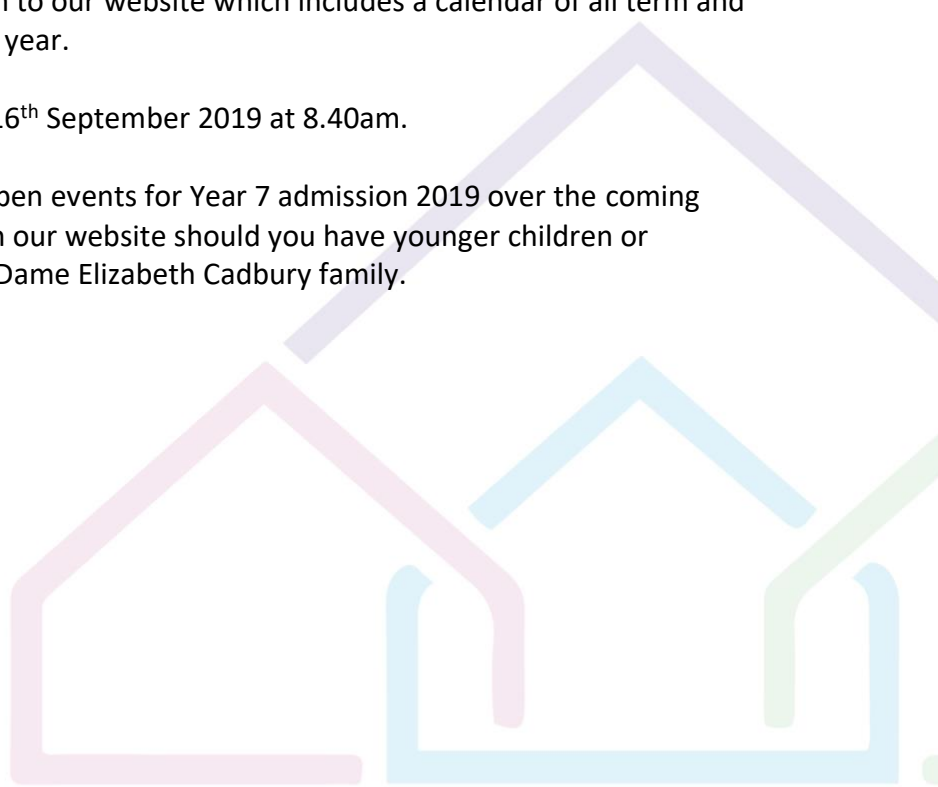 to our website which includes a calendar of all term and
year.
16th September 2019 at 8.40am.
open events for Year 7 admission 2019 over the coming
our website should you have younger children or
Dame Elizabeth Cadbury family.